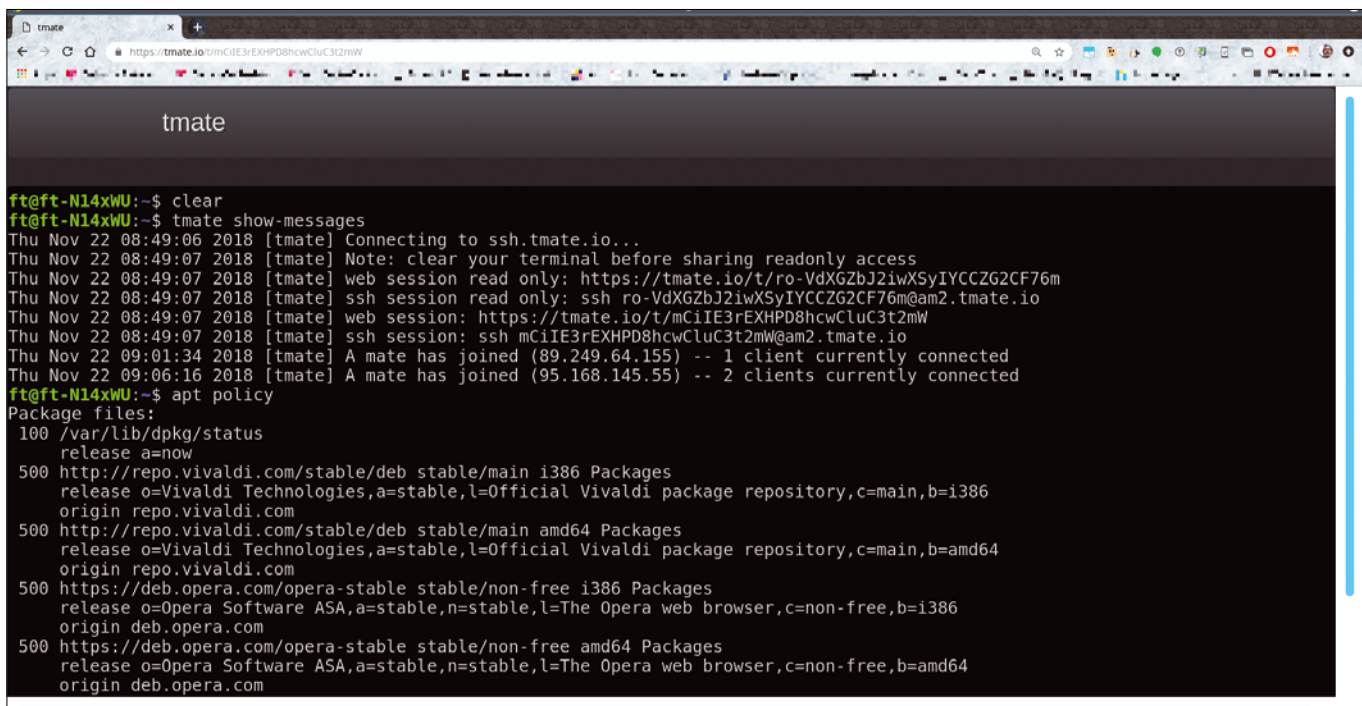 tmate
https://tmate.io/t/mCiIE3rEXHPD8hcwCluC3t2mW
tmate
ft@ft-N14xWU:~$ clear
ft@ft-N14xWU:~$ tmate show-messages
Thu Nov 22 08:49:06 2018 [tmate] Connecting to ssh.tmate.io...
Thu Nov 22 08:49:07 2018 [tmate] Note: clear your terminal before sharing readonly access
Thu Nov 22 08:49:07 2018 [tmate] web session read only: https://tmate.io/t/ro-VdXGZbJ2iwXSyIYCCZG2CF76m
Thu Nov 22 08:49:07 2018 [tmate] ssh session read only: ssh ro-VdXGZbJ2iwXSyIYCCZG2CF76m@am2.tmate.io
Thu Nov 22 08:49:07 2018 [tmate] web session: https://tmate.io/t/mCiIE3rEXHPD8hcwCluC3t2mW
Thu Nov 22 08:49:07 2018 [tmate] ssh session: ssh mCiIE3rEXHPD8hcwCluC3t2mW@am2.tmate.io
Thu Nov 22 09:01:34 2018 [tmate] A mate has joined (89.249.64.155) -- 1 client currently connected
Thu Nov 22 09:06:16 2018 [tmate] A mate has joined (95.168.145.55) -- 2 clients currently connected
ft@ft-N14xWU:~$ apt policy
Package files:
100 /var/lib/dpkg/status
release a=now
500 http://repo.vivaldi.com/stable/deb stable/main i386 Packages
release o=Vivaldi Technologies,a=stable,l=Official Vivaldi package repository,c=main,b=i386
origin repo.vivaldi.com
500 http://repo.vivaldi.com/stable/deb stable/main amd64 Packages
release o=Vivaldi Technologies,a=stable,l=Official Vivaldi package repository,c=main,b=amd64
origin repo.vivaldi.com
500 https://deb.opera.com/opera-stable stable/non-free i386 Packages
release o=Opera Software ASA,a=stable,n=stable,l=The Opera web browser,c=non-free,b=i386
origin deb.opera.com
500 https://deb.opera.com/opera-stable stable/non-free amd64 Packages
release o=Opera Software ASA,a=stable,n=stable,l=The Opera web browser,c=non-free,b=amd64
origin deb.opera.com